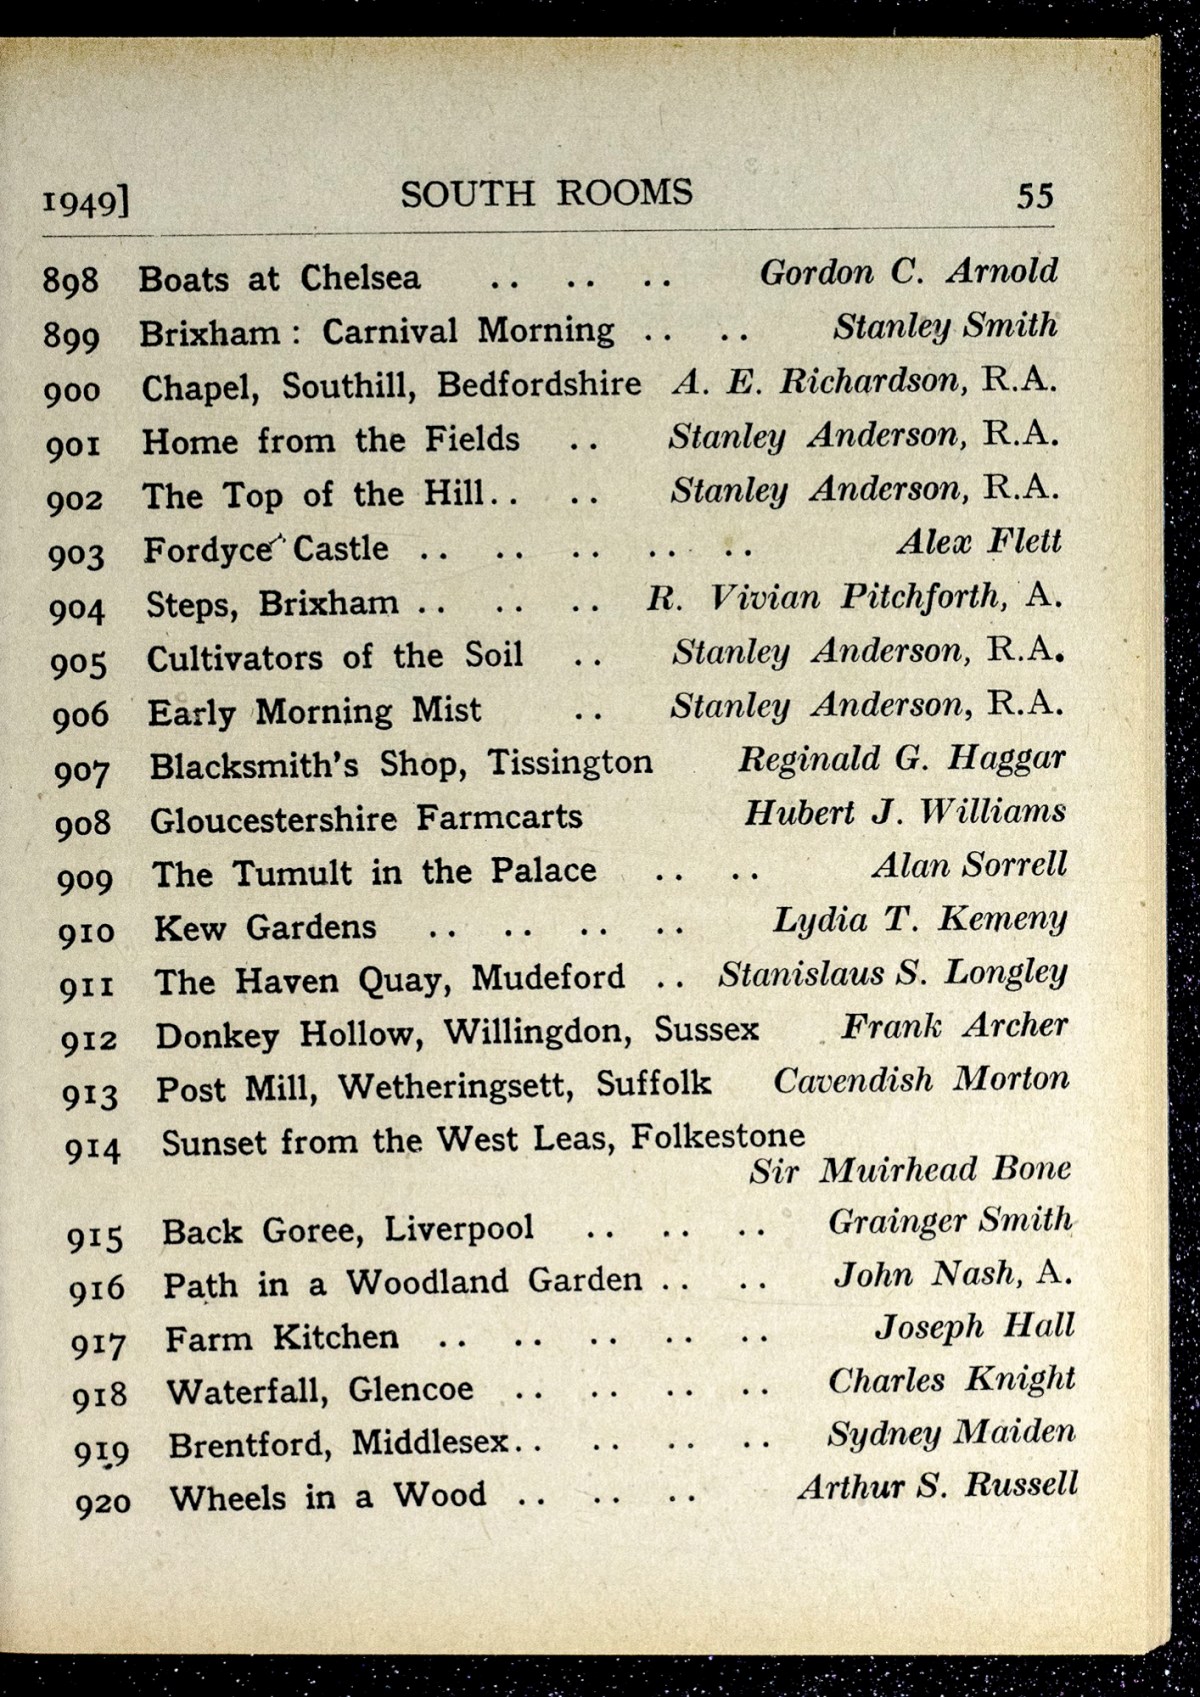 1949] SOUTH ROOMS 55
898 Boats at Chelsea .. .. .. Gordon C. Arnold
899 Brixham : Carnival Morning .. .. Stanley Smith
900 Chapel, Southill, Bedfordshire A. E. Richardson, R.A.
901 Home from the Fields .. Stanley Anderson, R.A.
902 The Top of the Hill.. .. Stanley Anderson, R.A.
903 Fordyce Castle .. .. .. .. .. Alex Flett
904 Steps, Brixham .. .. .. R. Vivian Pitchforth, A.
905 Cultivators of the Soil .. Stanley Anderson, R.A.
906 Early Morning Mist .. Stanley Anderson, R.A.
907 Blacksmith's Shop, Tissington Reginald G. Haggar
908 Gloucestershire Farmcarts Hubert J. Williams
909 The Tumult in the Palace .. .. Alan Sorrell
910 Kew Gardens .. .. .. .. Lydia T. Kemeny
911 The Haven Quay, Mudeford .. Stanislaus S. Longley
912 Donkey Hollow, Willingdon, Sussex Frank Archer
913 Post Mill, Wetheringsett, Suffolk Cavendish Morton
914 Sunset from the West Leas, Folkestone
Sir Muirhead Bone
915 Back Goree, Liverpool .. .. .. Grainger Smith
916 Path in a Woodland Garden .. .. John Nash, A.
917 Farm Kitchen .. .. .. .. .. Joseph Hall
918 Waterfall, Glencoe .. .. .. .. Charles Knight
919 Brentford, Middlesex.. .. .. .. Sydney Maiden
920 Wheels in a Wood .. .. .. Arthur S. Russell